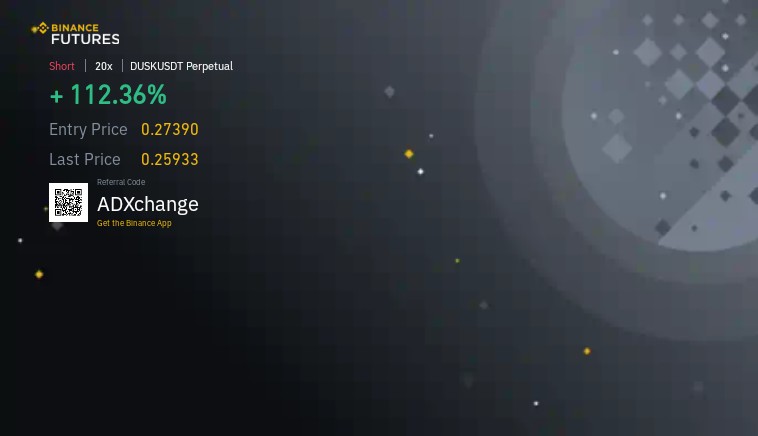 BINANCE
FUTURES
Short | 20x | DUSKUSDT Perpetual
+ 112.36%
Entry Price 0.27390
Last Price 0.25933
Referral Code
ADXchange
Get the Binance App